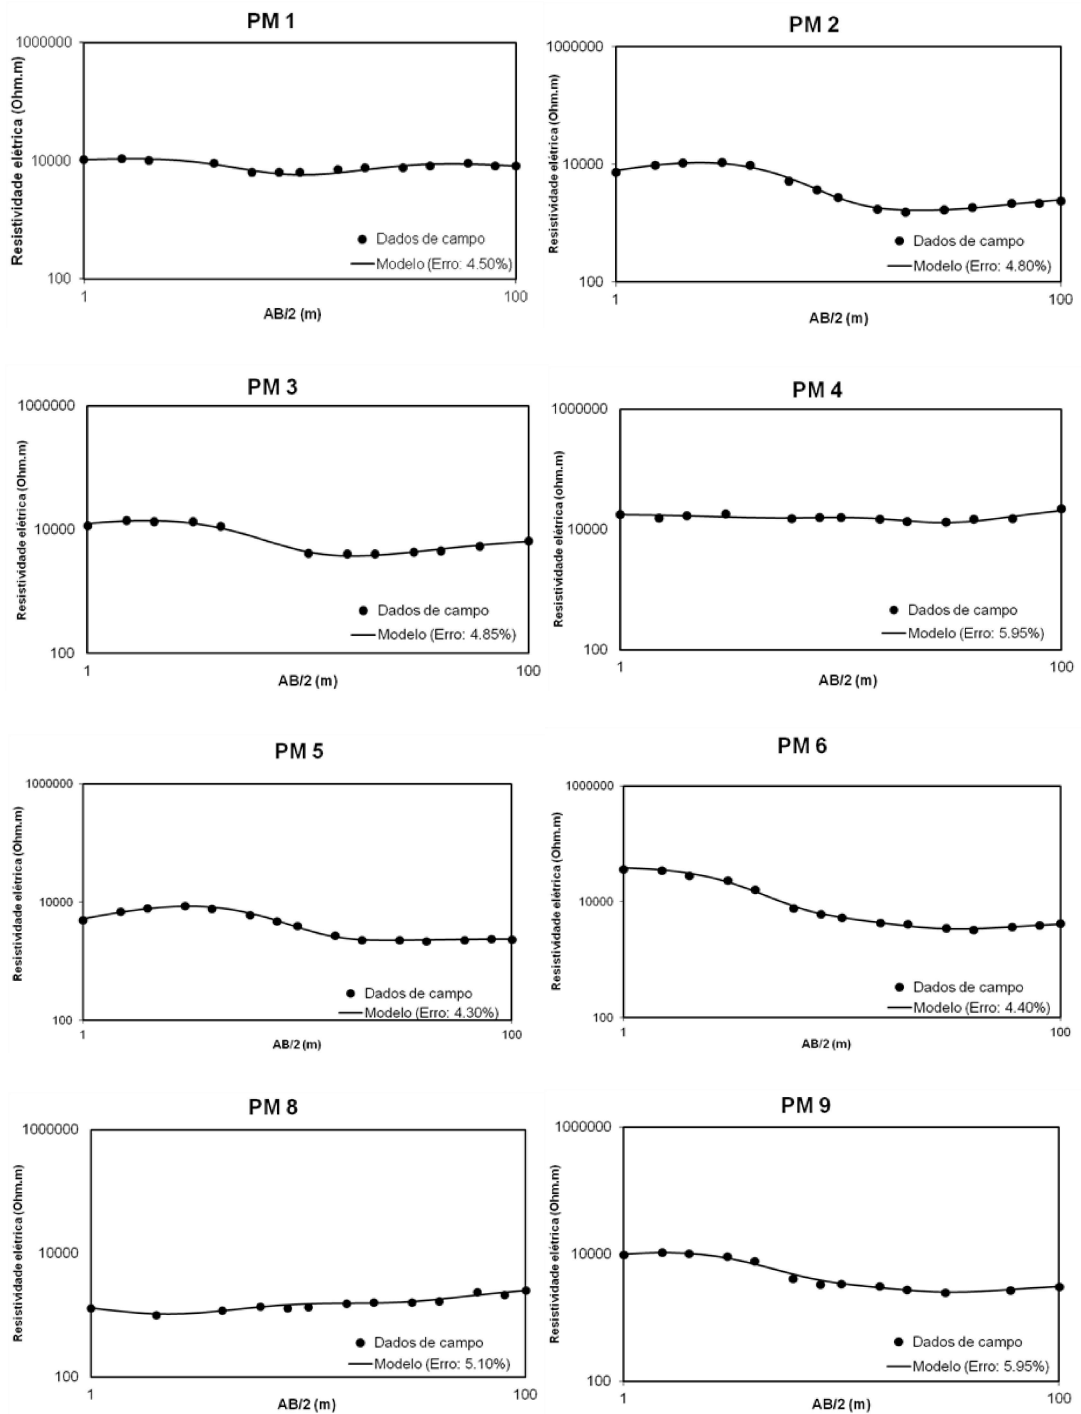 PM 1
1000000
10000
100
Resistividade elétrica (Ohm.m)
Dados de campo
Modelo (Erro: 4.50%)
1
100
AB/2 (m)
PM 2
1000000
10000
100
Resistividade elétrica (Ohm.m)
Dados de campo
Modelo (Erro: 4.80%)
1
100
AB/2 (m)
PM 3
1000000
10000
100
Resistividade elétrica (Ohm.m)
Dados de campo
Modelo (Erro: 4.85%)
1
100
AB/2 (m)
PM 4
1000000
10000
100
Resistividade elétrica (ohm.m)
Dados de campo
Modelo (Erro: 5.95%)
1
100
AB/2 (m)
PM 5
1000000
10000
100
Resistividade elétrica (Ohm.m)
Dados de campo
Modelo (Erro: 4.30%)
1
100
AB/2 (m)
PM 6
1000000
10000
100
Resistividade elétrica (Ohm.m)
Dados de campo
Modelo (Erro: 4.40%)
1
100
AB/2 (m)
PM 8
1000000
10000
100
Resistividade elétrica (Ohm.m)
Dados de campo
Modelo (Erro: 5.10%)
1
100
AB/2 (m)
PM 9
1000000
10000
100
Resistividade elétrica (Ohm.m)
Dados de campo
Modelo (Erro: 5.95%)
1
100
AB/2 (m)